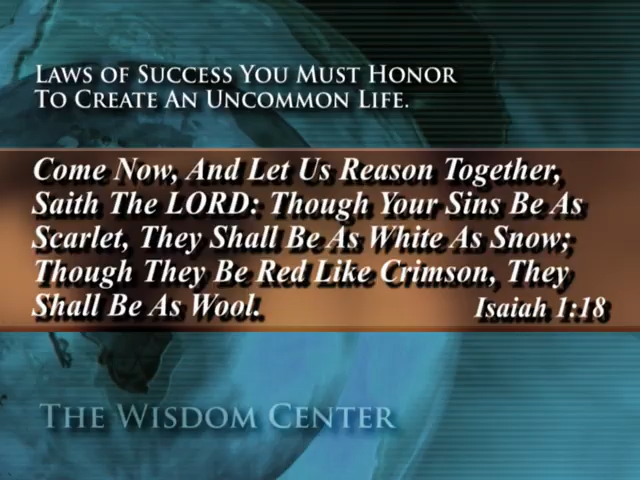 LAWS OF SUCCESS YOU MUST HONOR
TO CREATE AN UNCOMMON LIFE.
Come Now, And Let Us Reason Together,
Saith The LORD: Though Your Sins Be As
Scarlet, They Shall Be As White As Snow;
Though They Be Red Like Crimson, They
Shall Be As Wool. Isaiah 1:18
THE WISDOM CENTER